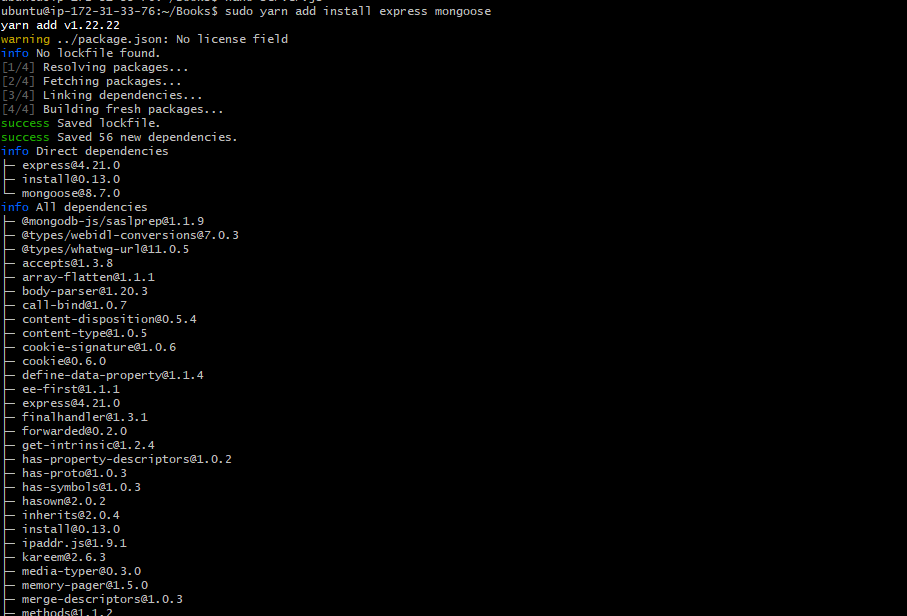 ubuntu@ip-172-31-33-76:~/Books$ sudo yarn add install express mongoose
yarn add v1.22.22
warning ../package.json: No license field
info No lockfile found.
[1/4] Resolving packages...
[2/4] Fetching packages...
[3/4] Linking dependencies...
[4/4] Building fresh packages...
success Saved lockfile.
success Saved 56 new dependencies.
info Direct dependencies
├─ express@4.21.0
├─ install@0.13.0
└─ mongoose@8.7.0
info All dependencies
├─ @mongodb-js/saslprep@1.1.9
├─ @types/webidl-conversions@7.0.3
├─ @types/whatwg-url@11.0.5
├─ accepts@1.3.8
├─ array-flatten@1.1.1
├─ body-parser@1.20.3
├─ call-bind@1.0.7
├─ content-disposition@0.5.4
├─ content-type@1.0.5
├─ cookie-signature@1.0.6
├─ cookie@0.6.0
├─ define-data-property@1.1.4
├─ ee-first@1.1.1
├─ express@4.21.0
├─ finalhandler@1.3.1
├─ forwarded@0.2.0
├─ get-intrinsic@1.2.4
├─ has-property-descriptors@1.0.2
├─ has-proto@1.0.3
├─ has-symbols@1.0.3
├─ hasown@2.0.2
├─ inherits@2.0.4
├─ install@0.13.0
├─ ipaddr.js@1.9.1
├─ kareem@2.6.3
├─ media-typer@0.3.0
├─ memory-pager@1.5.0
├─ merge-descriptors@1.0.3
├─ methods@1.1.2